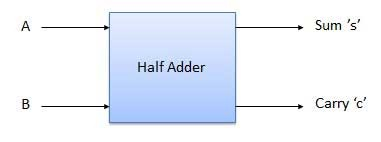 A
Sum ’s’
Half Adder
B
Carry ‘c’